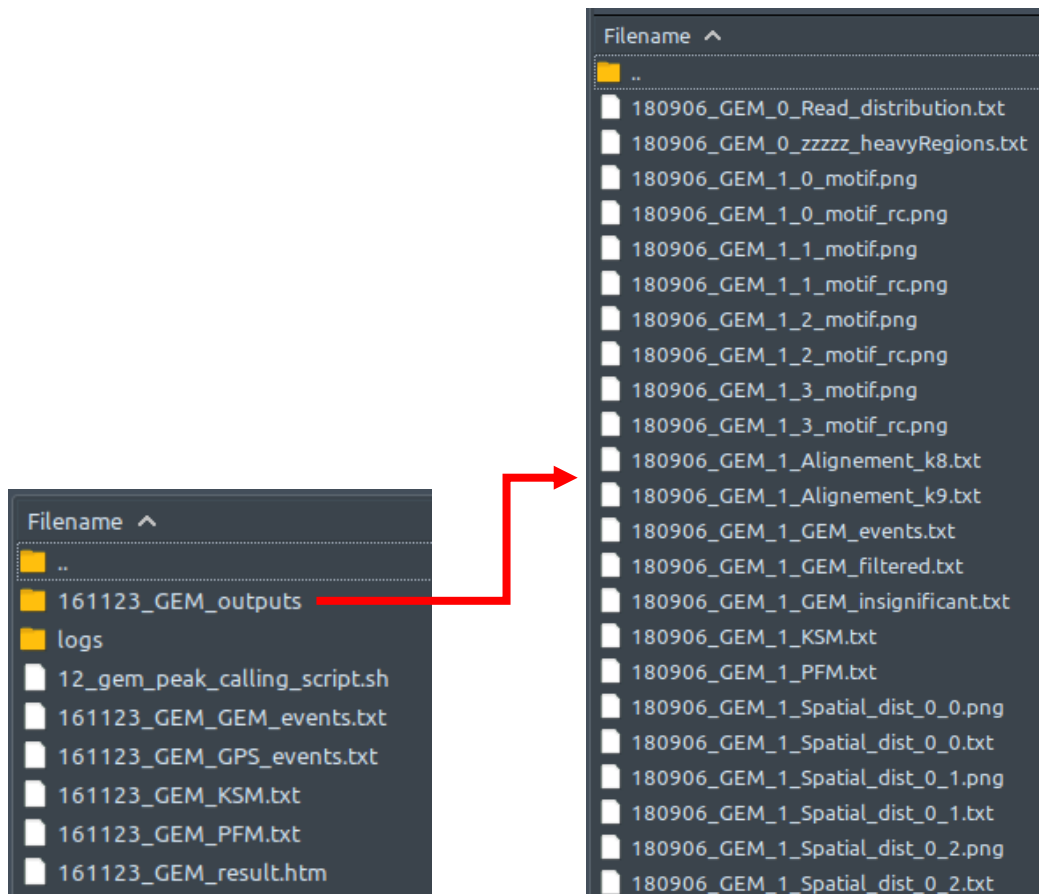 Filename
..
161123_GEM_outputs
logs
12_gem_peak_calling_script.sh
161123_GEM_GEM_events.txt
161123_GEM_GPS_events.txt
161123_GEM_KSM.txt
161123_GEM_PFM.txt
161123_GEM_result.htm
Filename
..
180906_GEM_0_Read_distribution.txt
180906_GEM_0_zzzzz_heavyRegions.txt
180906_GEM_1_0_motif.png
180906_GEM_1_0_motif_rc.png
180906_GEM_1_1_motif.png
180906_GEM_1_1_motif_rc.png
180906_GEM_1_2_motif.png
180906_GEM_1_2_motif_rc.png
180906_GEM_1_3_motif.png
180906_GEM_1_3_motif_rc.png
180906_GEM_1_Alignement_k8.txt
180906_GEM_1_Alignement_k9.txt
180906_GEM_1_GEM_events.txt
180906_GEM_1_GEM_filtered.txt
180906_GEM_1_GEM_insignificant.txt
180906_GEM_1_KSM.txt
180906_GEM_1_PFM.txt
180906_GEM_1_Spatial_dist_0_0.png
180906_GEM_1_Spatial_dist_0_0.txt
180906_GEM_1_Spatial_dist_0_1.png
180906_GEM_1_Spatial_dist_0_1.txt
180906_GEM_1_Spatial_dist_0_2.png
180906_GEM_1_Spatial_dist_0_2.txt